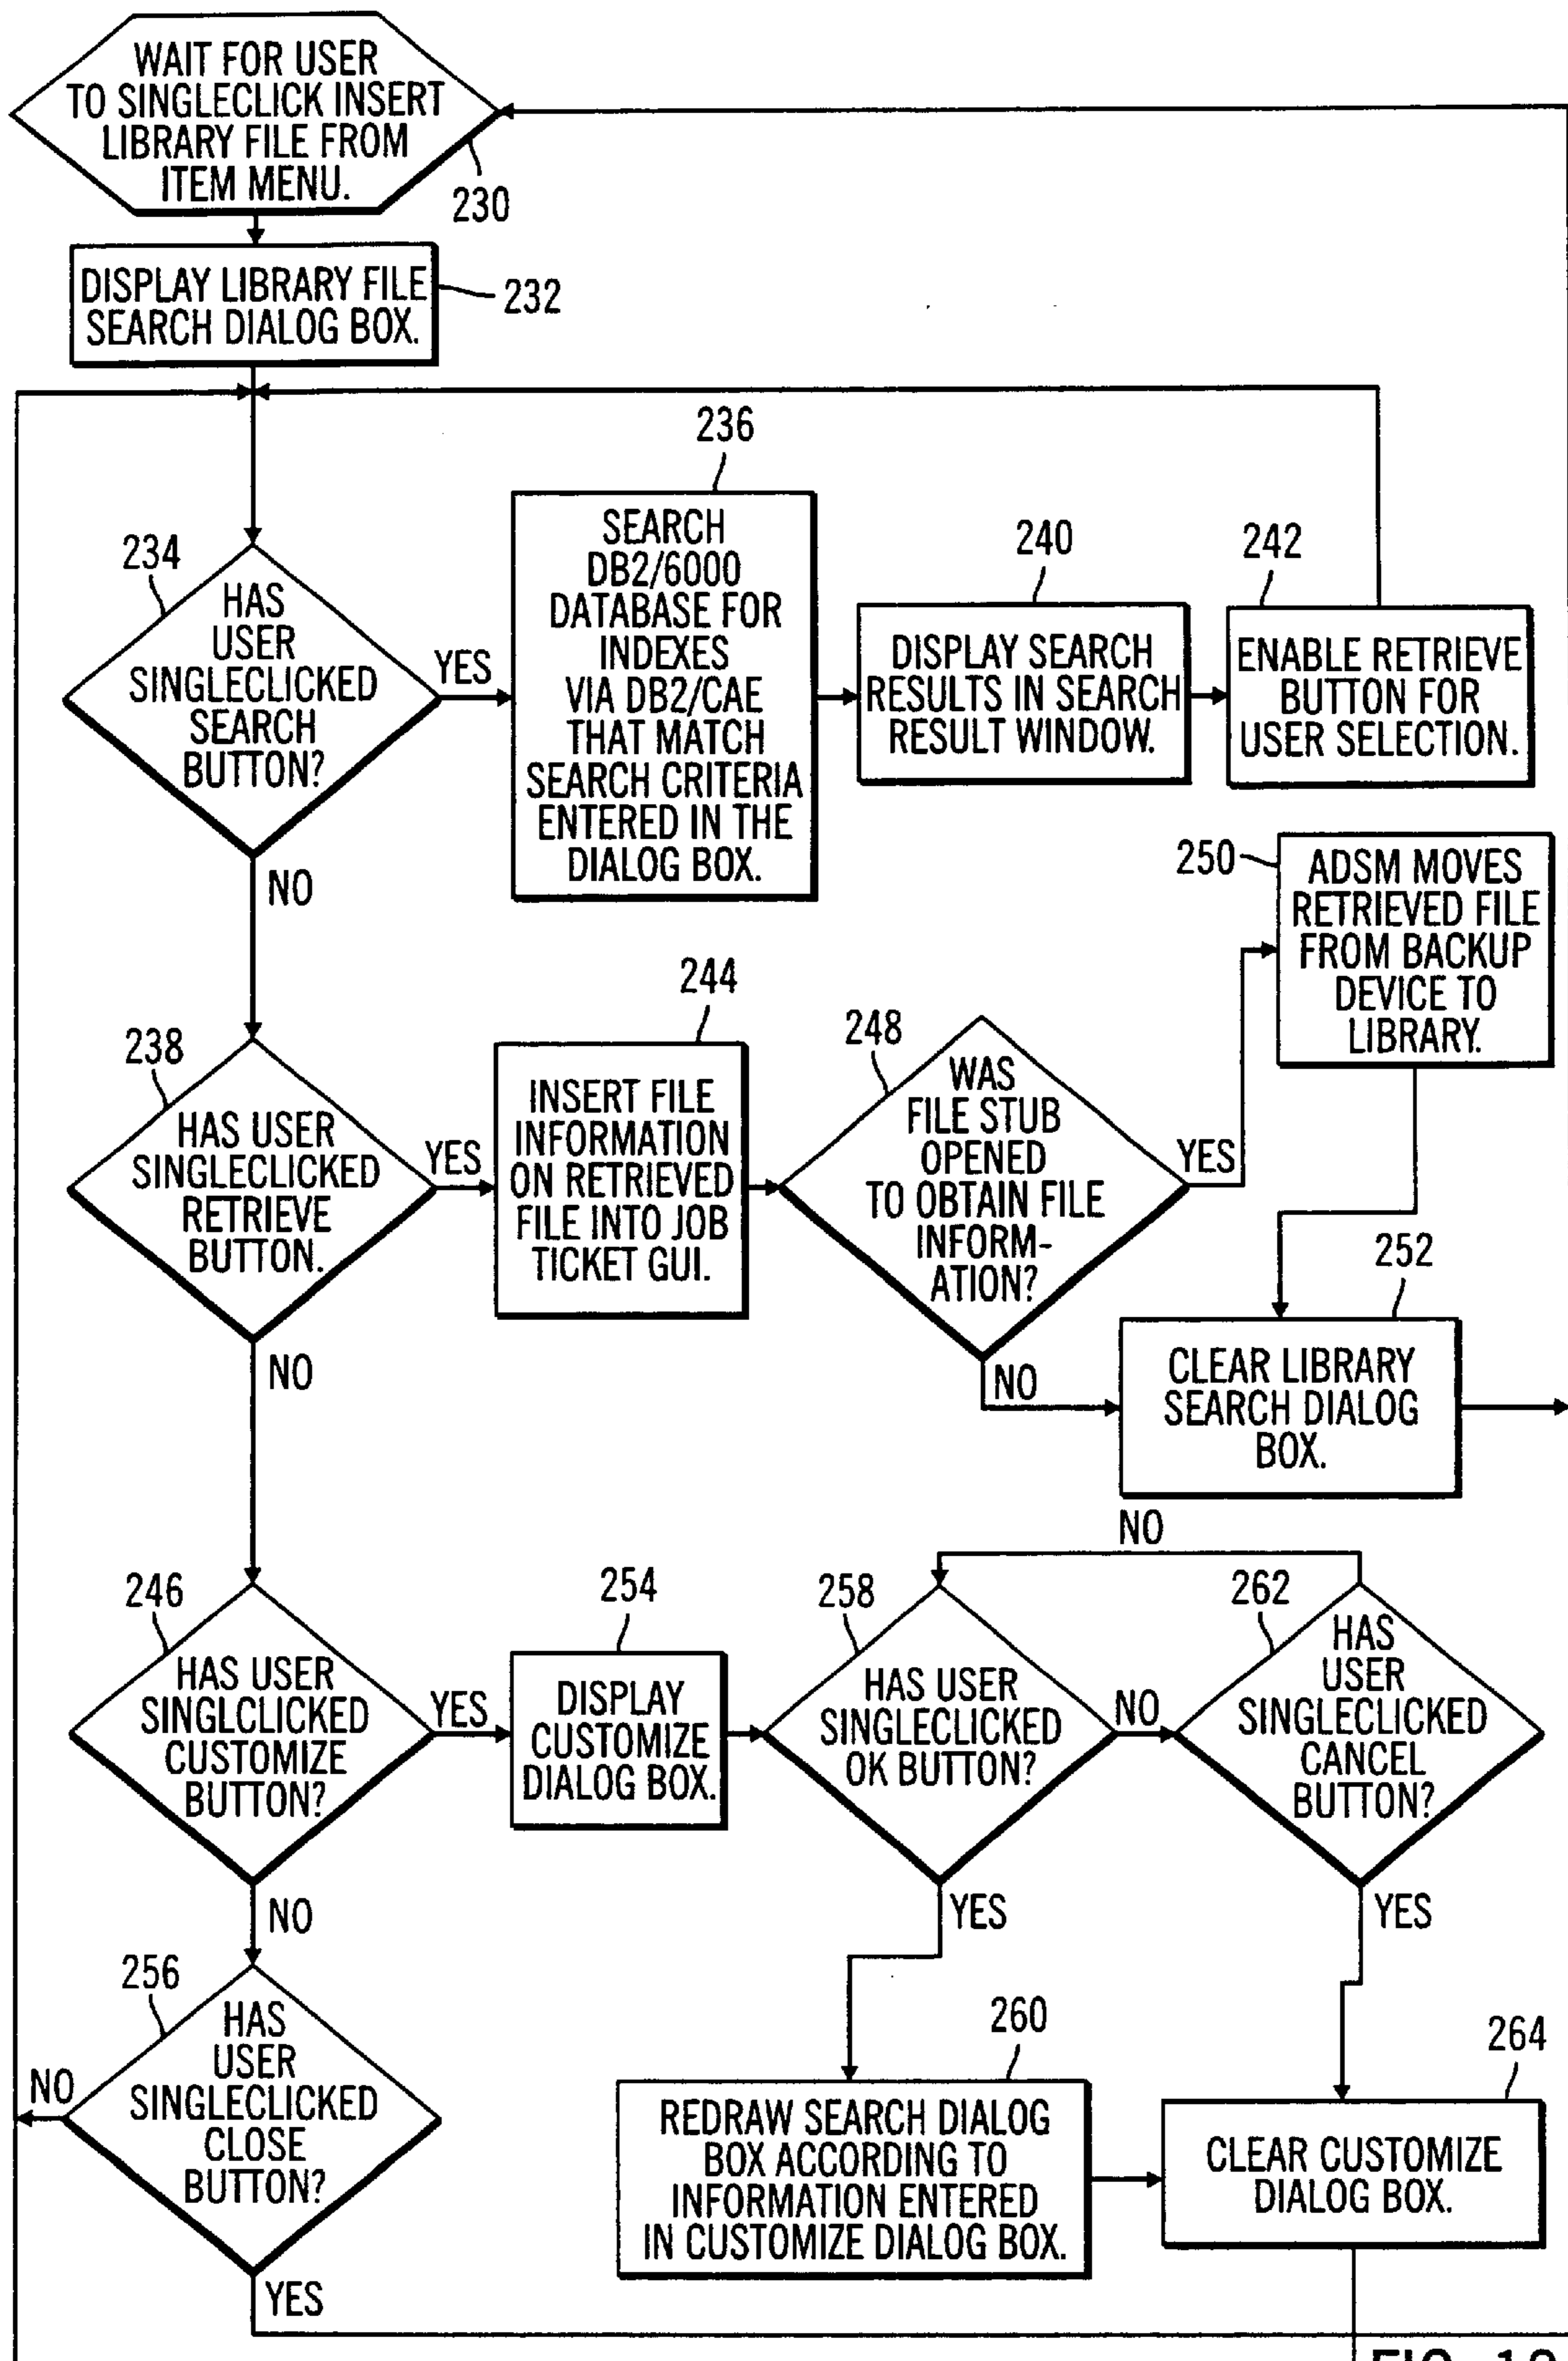 WAIT FOR USER
TO SINGLECLICK INSERT
LIBRARY FILE FROM
ITEM MENU.
230
DISPLAY LIBRARY FILE
SEARCH DIALOG BOX.
232
234
HAS
USER
SINGLECLICKED
SEARCH
BUTTON?
YES
NO
236
SEARCH
DB2/6000
DATABASE FOR
INDEXES
VIA DB2/CAE
THAT MATCH
SEARCH CRITERIA
ENTERED IN THE
DIALOG BOX.
240
DISPLAY SEARCH
RESULTS IN SEARCH
RESULT WINDOW.
242
ENABLE RETRIEVE
BUTTON FOR
USER SELECTION.
238
HAS USER
SINGLECLICKED
RETRIEVE
BUTTON.
YES
NO
244
INSERT FILE
INFORMATION
ON RETRIEVED
FILE INTO JOB
TICKET GUI.
248
WAS
FILE STUB
OPENED
TO OBTAIN FILE
INFORM-
ATION?
YES
NO
250
ADSM MOVES
RETRIEVED FILE
FROM BACKUP
DEVICE TO
LIBRARY.
252
CLEAR LIBRARY
SEARCH DIALOG
BOX.
246
HAS USER
SINGLCLICKED
CUSTOMIZE
BUTTON?
YES
NO
254
DISPLAY
CUSTOMIZE
DIALOG BOX.
258
HAS USER
SINGLECLICKED
OK BUTTON?
NO
YES
262
HAS
USER
SINGLECLICKED
CANCEL
BUTTON?
NO
YES
256
HAS
USER
SINGLECLICKED
CLOSE
BUTTON?
NO
YES
260
REDRAW SEARCH DIALOG
BOX ACCORDING TO
INFORMATION ENTERED
IN CUSTOMIZE DIALOG BOX.
264
CLEAR CUSTOMIZE
DIALOG BOX.